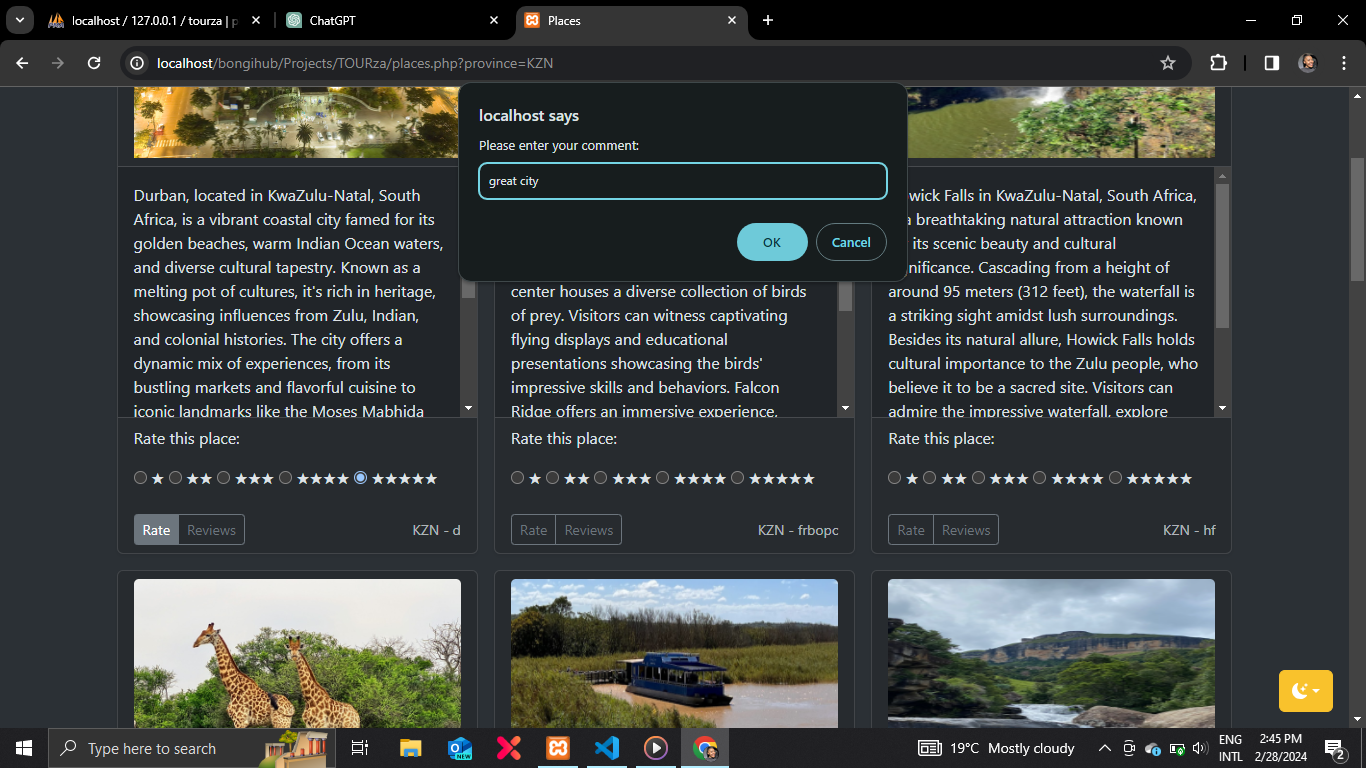 localhost / 127.0.0.1 / tourza | p
ChatGPT
Places
localhost/bongihub/Projects/TOURza/places.php?province=KZN
localhost says
Please enter your comment:
great city
OK
Cancel
Durban, located in KwaZulu-Natal, South
Africa, is a vibrant coastal city famed for its
golden beaches, warm Indian Ocean waters,
and diverse cultural tapestry. Known as a
melting pot of cultures, it's rich in heritage,
showcasing influences from Zulu, Indian,
and colonial histories. The city offers a
dynamic mix of experiences, from its
bustling markets and flavorful cuisine to
iconic landmarks like the Moses Mabhida
Rate this place:
★ ★★ ★★★ ★★★★ ★★★★★
Rate
Reviews
KZN - d
center houses a diverse collection of birds
of prey. Visitors can witness captivating
flying displays and educational
presentations showcasing the birds'
impressive skills and behaviors. Falcon
Ridge offers an immersive experience,
Rate this place:
★ ★★ ★★★ ★★★★ ★★★★★
Rate
Reviews
KZN - frbopc
wick Falls in KwaZulu-Natal, South Africa,
a breathtaking natural attraction known
its scenic beauty and cultural
nificance. Cascading from a height of
around 95 meters (312 feet), the waterfall is
a striking sight amidst lush surroundings.
Besides its natural allure, Howick Falls holds
cultural importance to the Zulu people, who
believe it to be a sacred site. Visitors can
admire the impressive waterfall, explore
Rate this place:
★ ★★ ★★★ ★★★★ ★★★★★
Rate
Reviews
KZN - hf
Type here to search
NEW
19°C Mostly cloudy
ENG
INTL
2:45 PM
2/28/2024
2